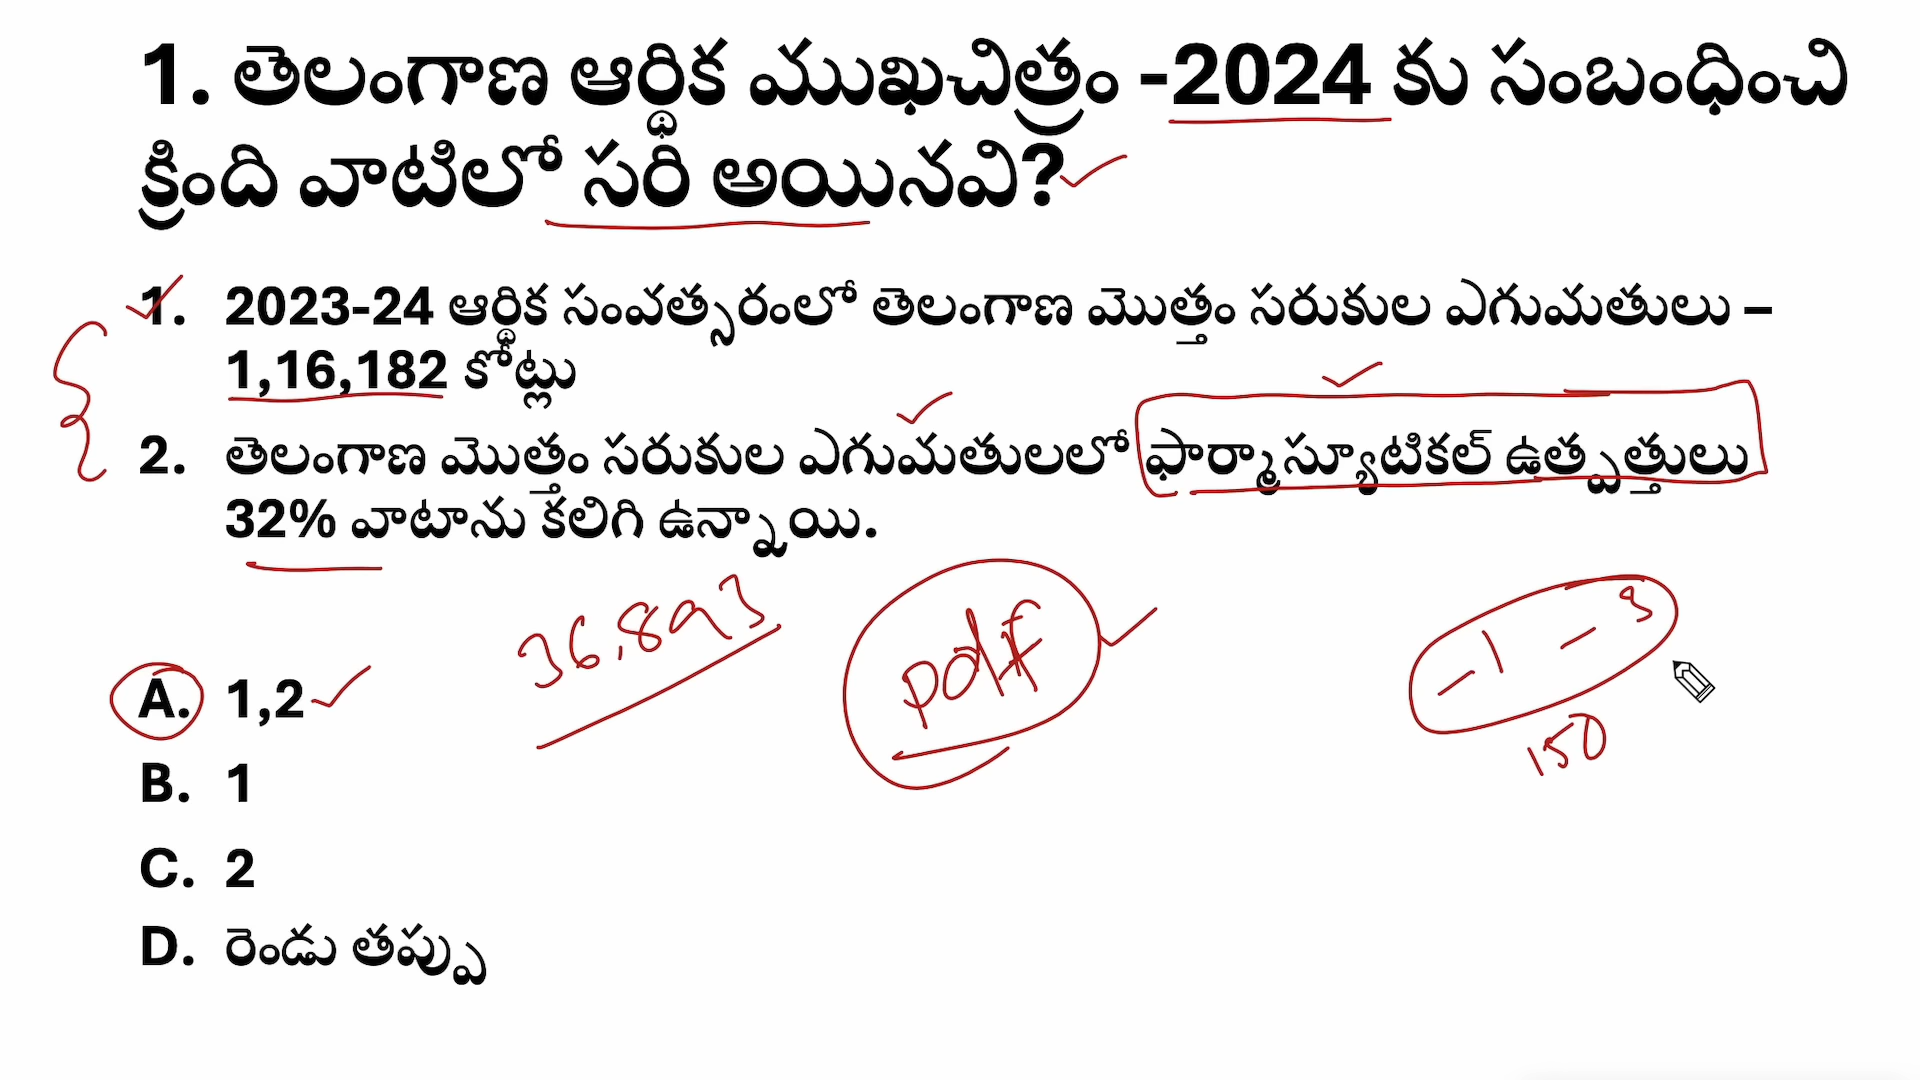 1. తెలంగాణ ఆర్థిక ముఖచిత్రం -2024 కు సంబంధించి
క్రింది వాటిలో సరి అయినవి?
1. 2023-24 ఆర్థిక సంవత్సరంలో తెలంగాణ మొత్తం సరుకుల ఎగుమతులు –
1,16,182 కోట్లు
2. తెలంగాణ మొత్తం సరుకుల ఎగుమతులలో ఫార్మాస్యూటికల్ ఉత్పత్తులు
32% వాటాను కలిగి ఉన్నాయి.
36,893
pdf
-1 - 3
150
A. 1,2
B. 1
C. 2
D. రెండు తప్పు